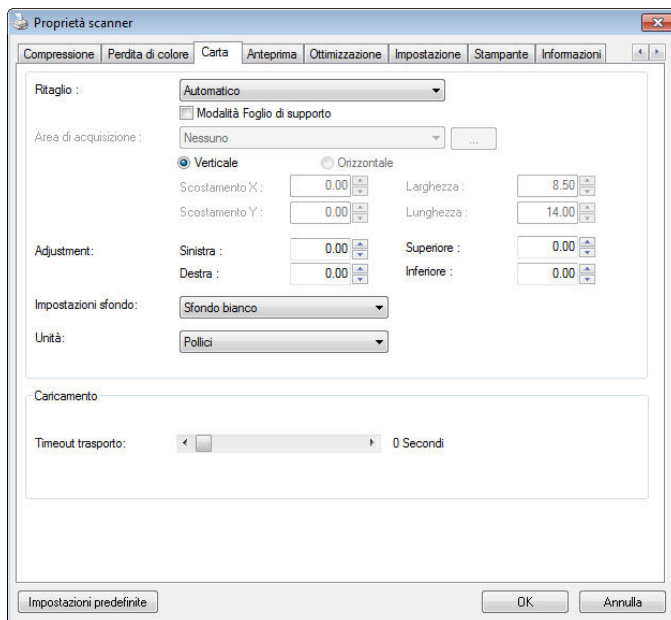 Proprietà scanner
Compressione Perdita di colore Carta Anteprima Ottimizzazione Impostazione Stampante Informazioni
Ritaglio : Automatico
Modalità Foglio di supporto
Area di acquisizione : Nessuno ...
Verticale Orizzontale
Scostamento X : 0.00 Larghezza : 8.50
Scostamento Y : 0.00 Lunghezza : 14.00
Adjustment: Sinistra : 0.00 Superiore : 0.00
Destra : 0.00 Inferiore : 0.00
Impostazioni sfondo: Sfondo bianco
Unità: Pollici
Caricamento
Timeout trasporto: 0 Secondi
Impostazioni predefinite OK Annulla